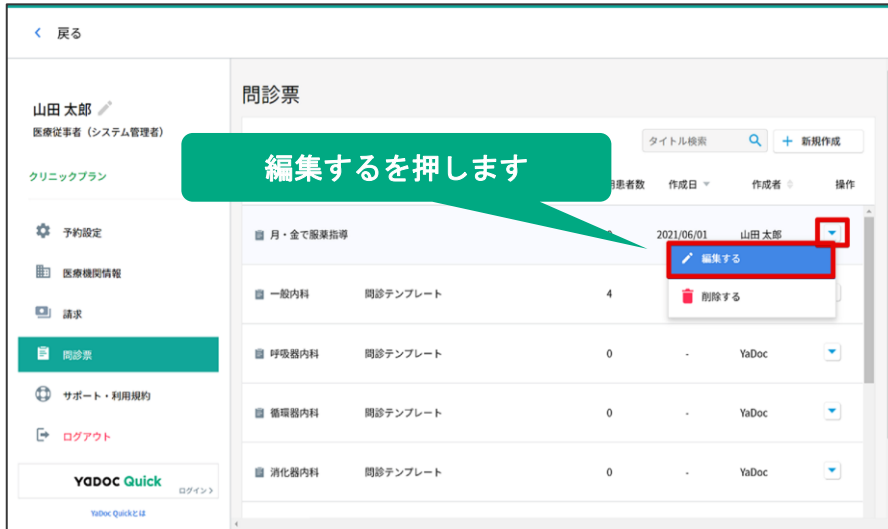 戻る
山田 太郎
医療従事者（システム管理者）
クリニックプラン
予約設定
医療機関情報
請求
問診票
サポート・利用規約
ログアウト
YaDoc Quick
ログイン
YaDoc Quickとは
問診票
タイトル検索
新規作成
編集するを押します
患者数 作成日 作成者 操作
月・金で服薬指導 2021/06/01 山田 太郎
編集する
削除する
一般内科 問診テンプレート 4
呼吸器内科 問診テンプレート 0 - YaDoc
循環器内科 問診テンプレート 0 - YaDoc
消化器内科 問診テンプレート 0 - YaDoc